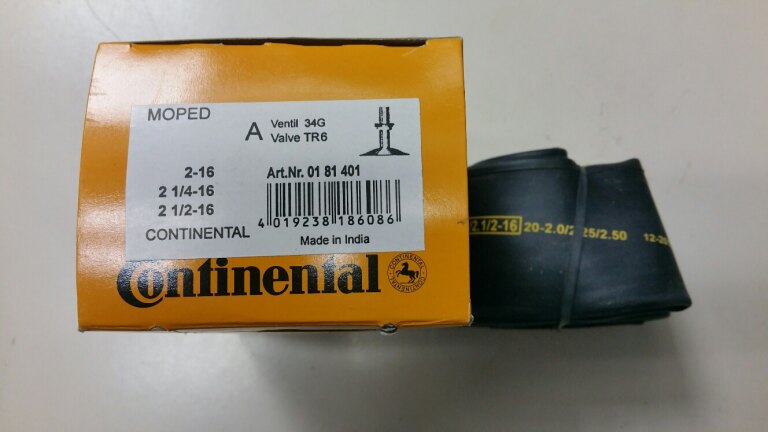 MOPED
A
Ventil 34G
Valve TR6
2-16
2 1/4-16
2 1/2-16
CONTINENTAL
Art.Nr. 01 81 401
4 019238 186086
Made in India
Continental
CONTINENTAL
CONTINENTAL
2.1/2-16 20-2.0/2.25/2.50